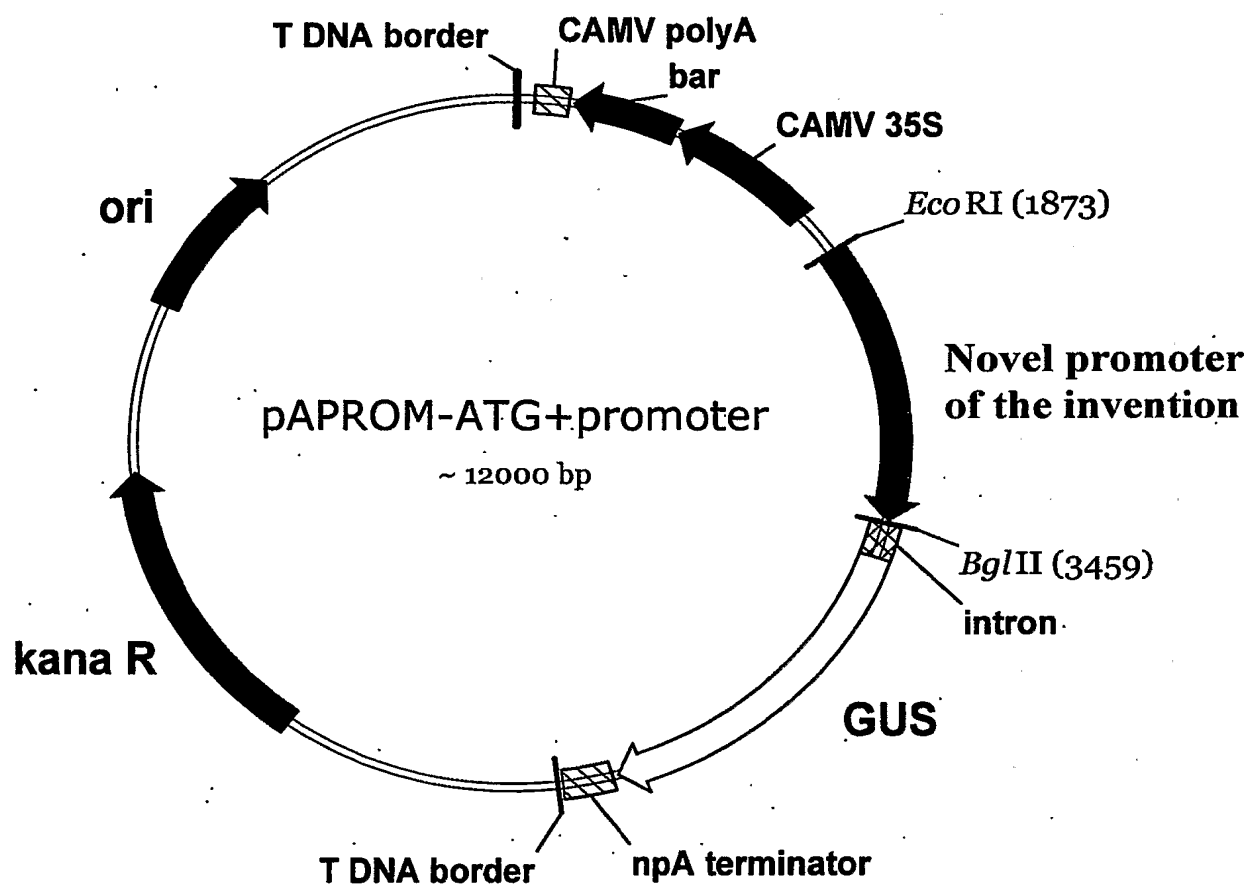 T DNA border
CAMV polyA
bar
CAMV 35S
EcoRI (1873)
ori
Novel promoter
of the invention
pAPROM-ATG+promoter
~ 12000 bp
BglII (3459)
intron
kana R
GUS
T DNA border
npA terminator